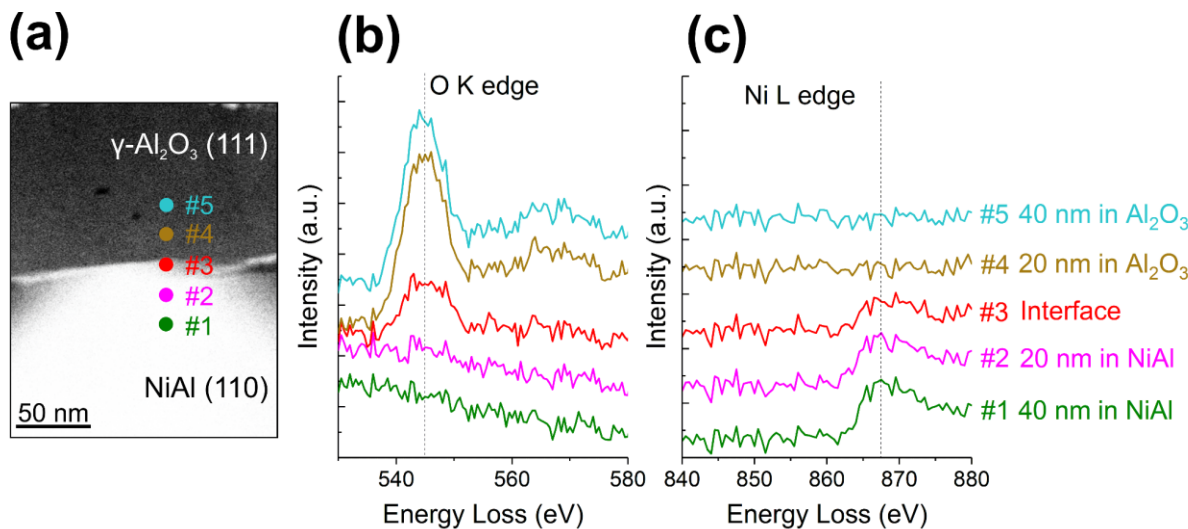 (a)
γ-Al₂O₃ (111)
#5
#4
#3
#2
#1
NiAl (110)
50 nm
(b)
O K edge
Intensity (a.u.)
540 560 580
Energy Loss (eV)
(c)
Ni L edge
Intensity (a.u.)
840 850 860 870 880
Energy Loss (eV)
#5 40 nm in Al₂O₃
#4 20 nm in Al₂O₃
#3 Interface
#2 20 nm in NiAl
#1 40 nm in NiAl